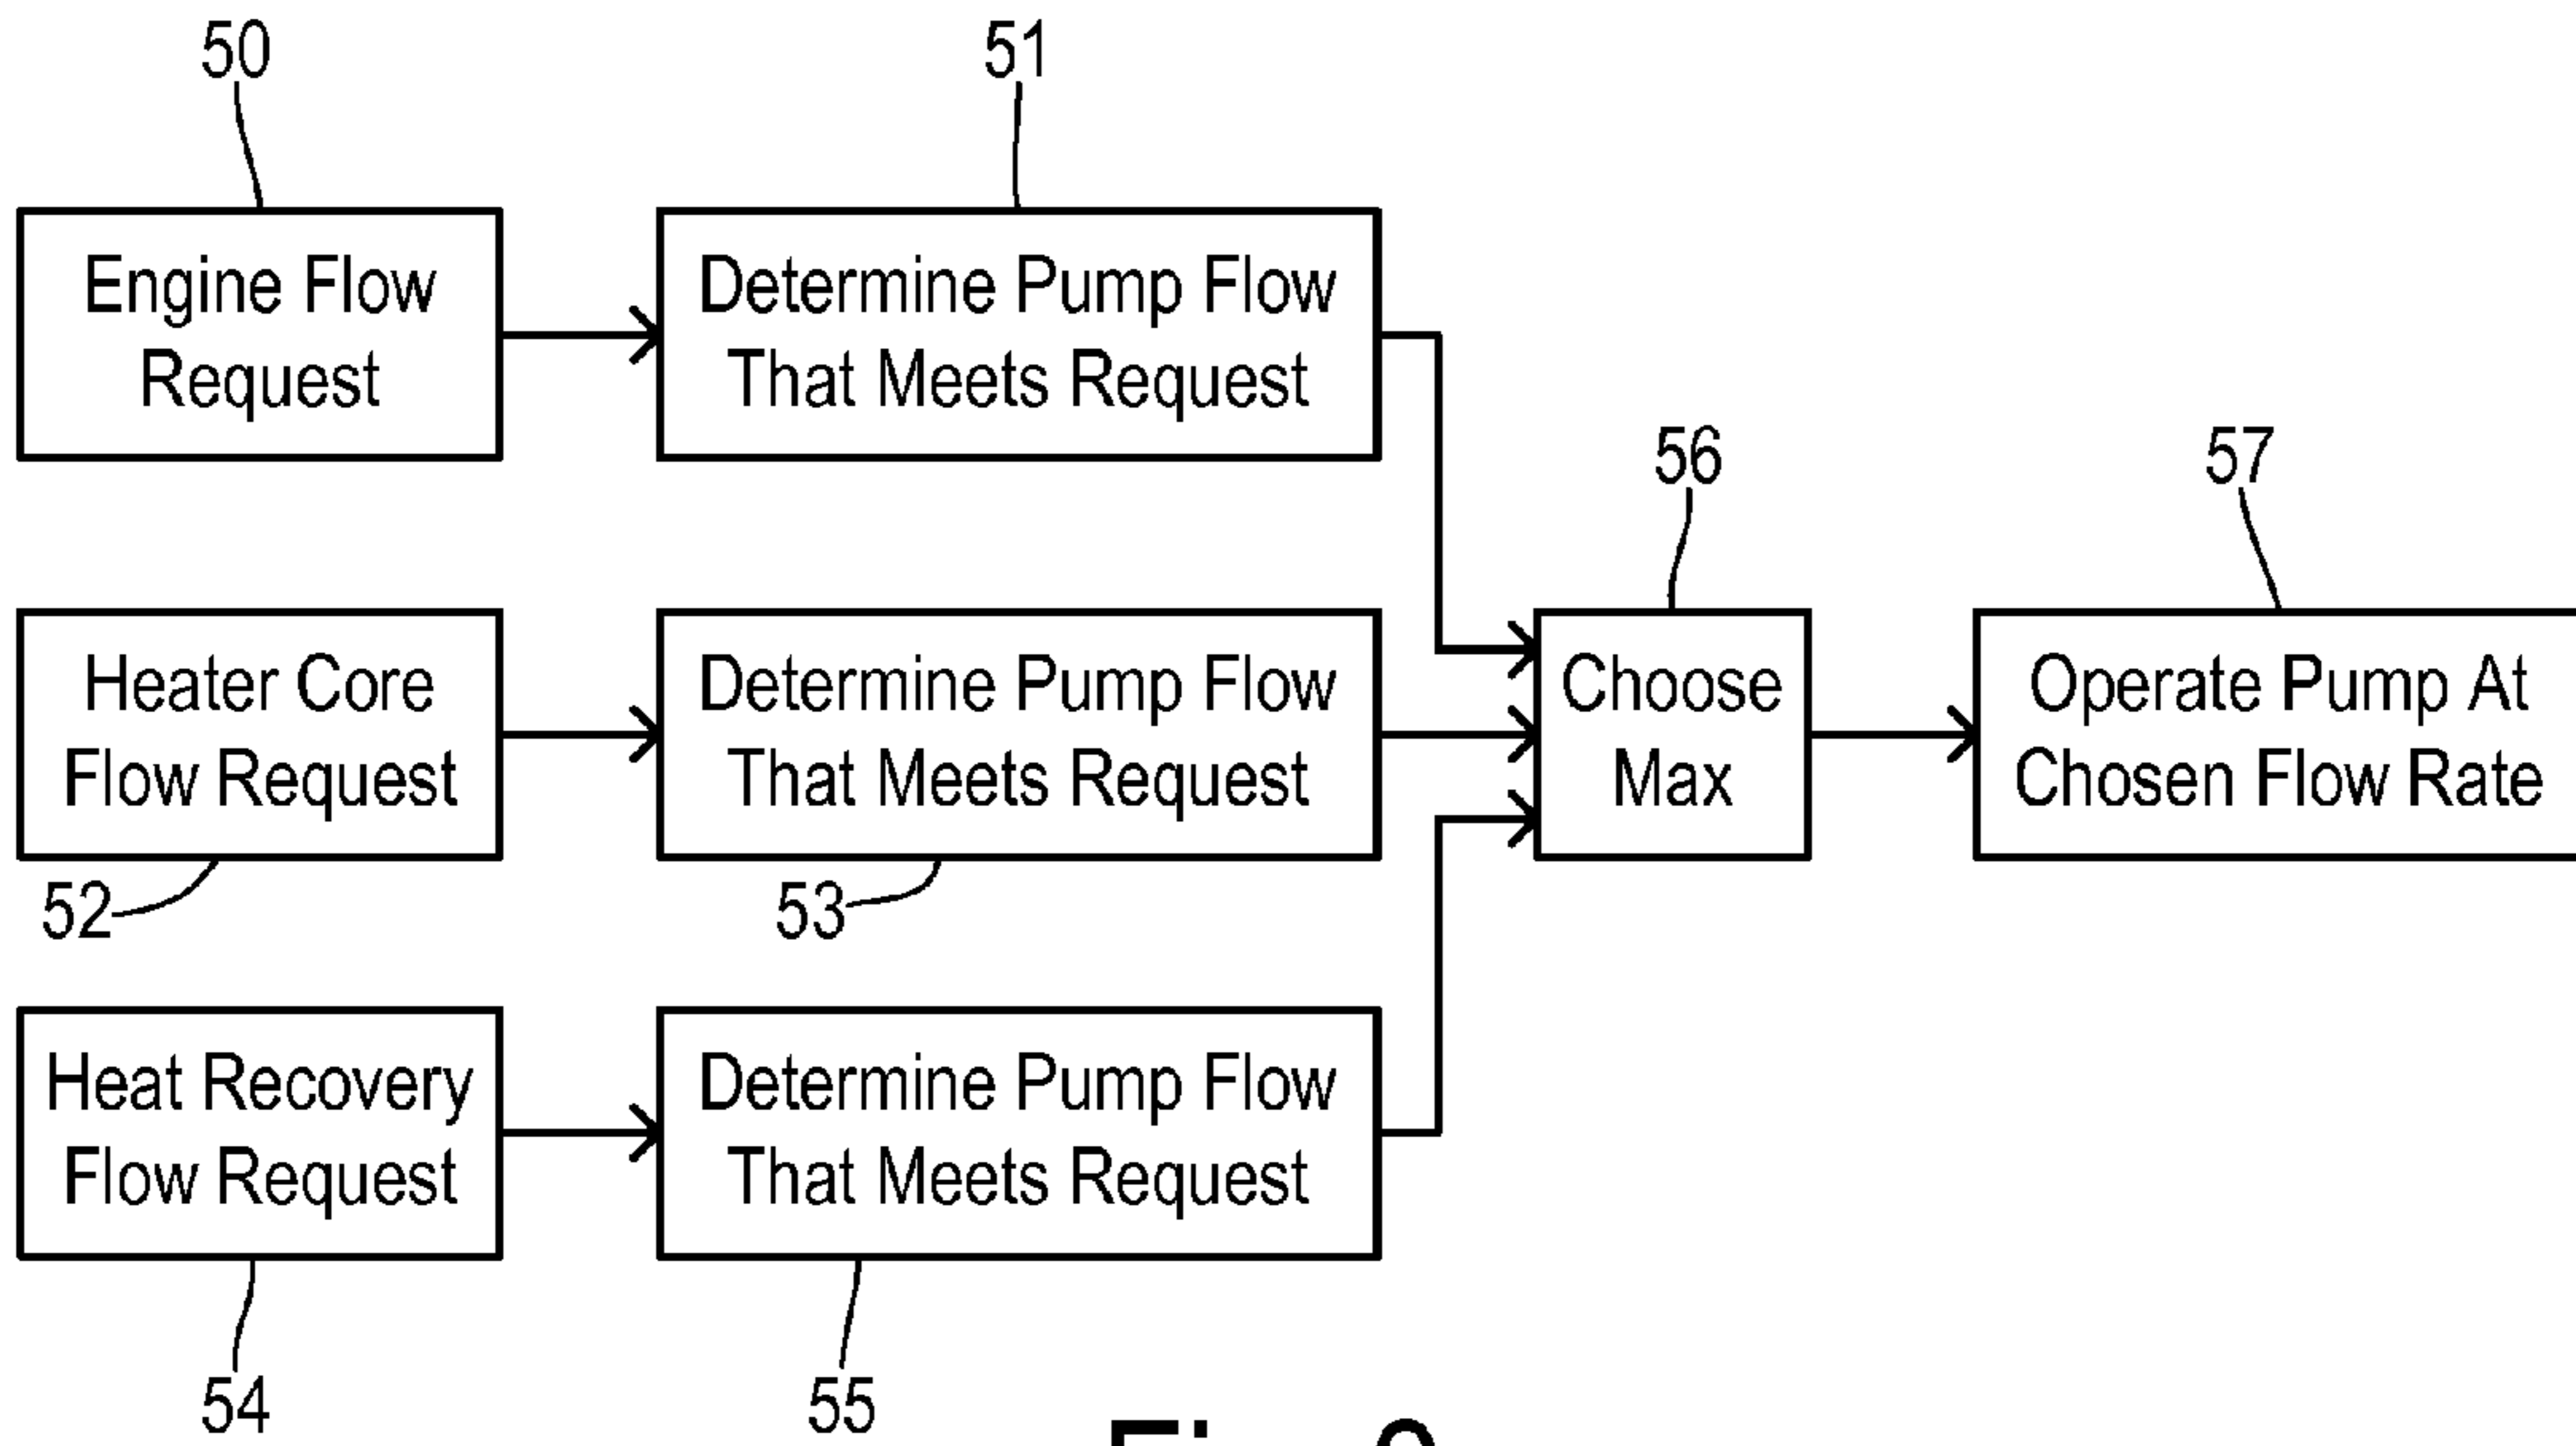 50
51
Engine Flow
Request
Determine Pump Flow
That Meets Request
56
57
Heater Core
Flow Request
Determine Pump Flow
That Meets Request
Choose
Max
Operate Pump At
Chosen Flow Rate
52
53
Heat Recovery
Flow Request
Determine Pump Flow
That Meets Request
54
55